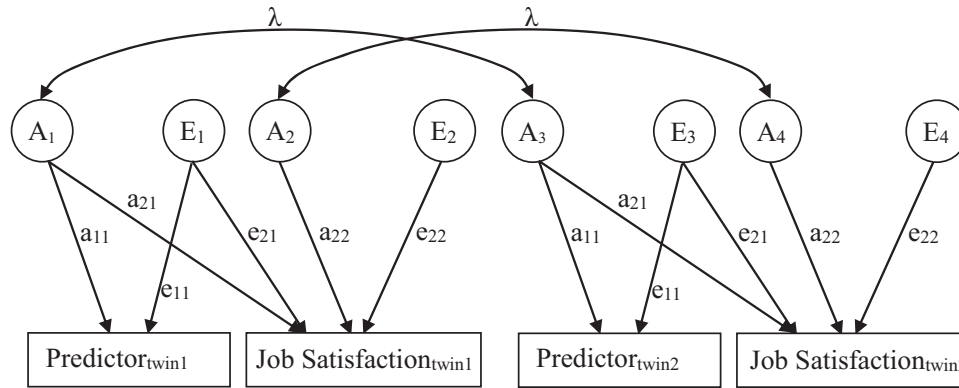 λ λ
A₁ E₁ A₂ E₂ A₃ E₃ A₄ E₄
a₂₁ a₂₁
a₁₁ e₂₁ a₂₂ e₂₂ a₁₁ e₂₁ a₂₂ e₂₂
e₁₁ e₁₁
Predictortwin1 Job Satisfactiontwin1 Predictortwin2 Job Satisfactiontwin